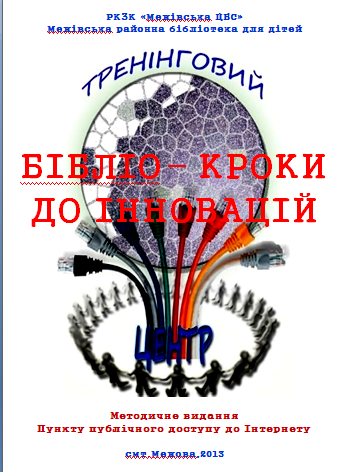 РКЗК «Межівська ЦБС»
Межівська районна бібліотека для дітей
ТРЕНІНГОВИЙ
БІБЛІО – КРОКИ
ДО ІННОВАЦІЙ
ЦЕНТР
Методичне видання
Пункту публічного доступу до Інтернету
смт.Межова,2013